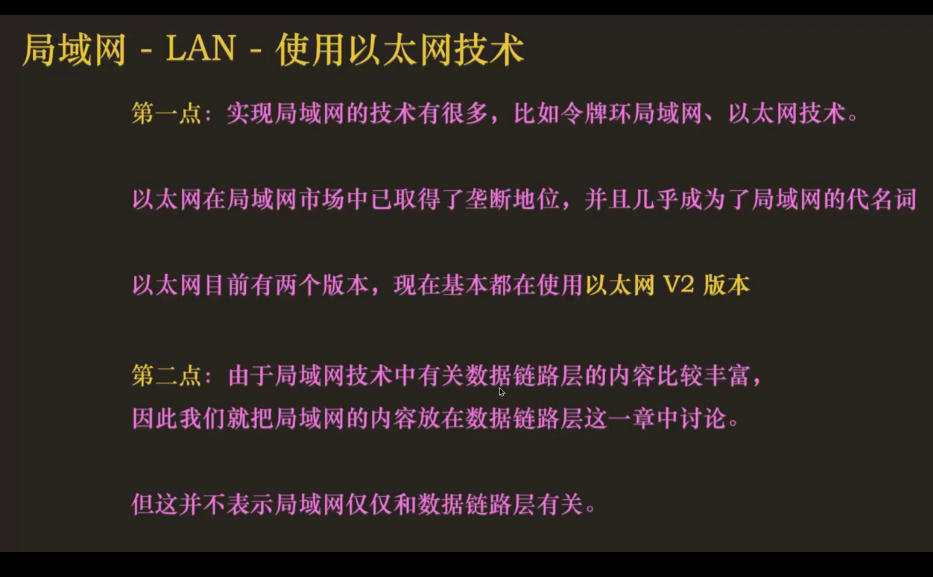 局域网 - LAN - 使用以太网技术
第一点：实现局域网的技术有很多，比如令牌环局域网、以太网技术。
以太网在局域网市场中已取得了垄断地位，并且几乎成为了局域网的代名词
以太网目前有两个版本，现在基本都在使用以太网 V2 版本
第二点：由于局域网技术中有关数据链路层的内容比较丰富，
因此我们就把局域网的内容放在数据链路层这一章中讨论。
但这并不表示局域网仅仅和数据链路层有关。